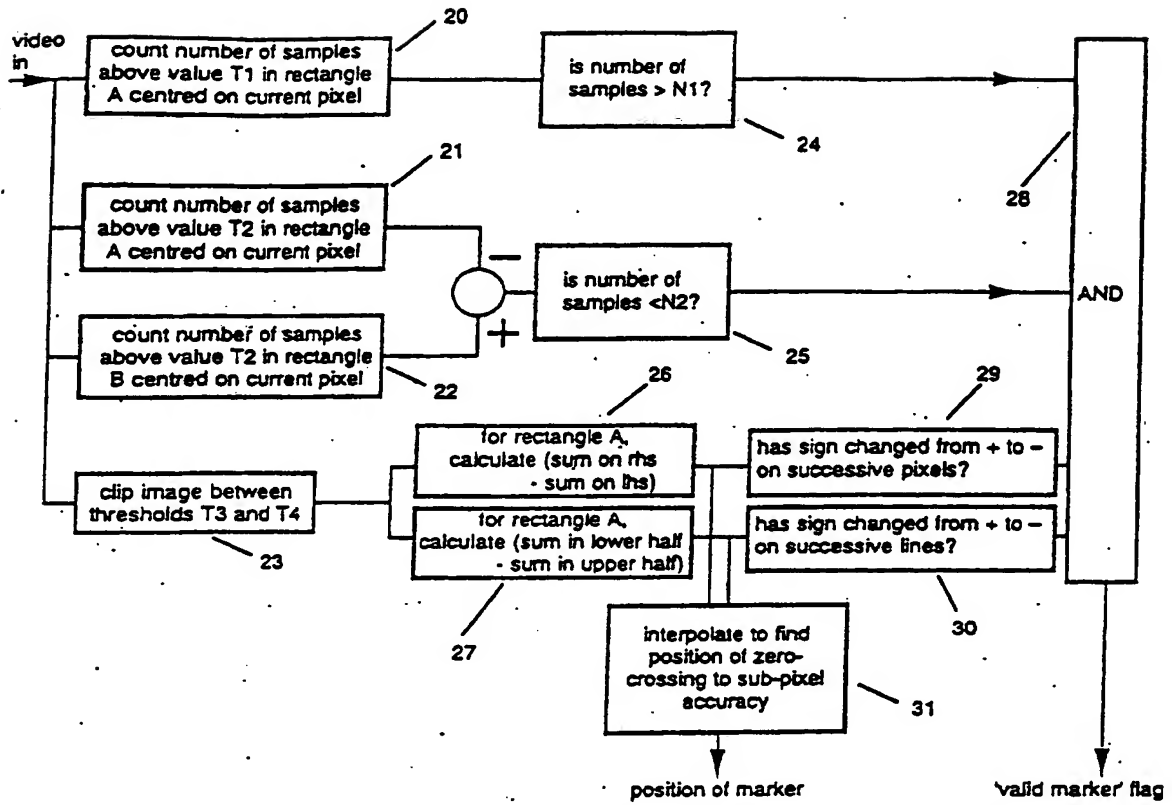 20
video
in
count number of samples
above value T1 in rectangle
A centred on current pixel
is number of
samples > N1?
24
28
21
count number of samples
above value T2 in rectangle
A centred on current pixel
−
+
is number of
samples <N2?
25
AND
count number of samples
above value T2 in rectangle
B centred on current pixel
22
26
29
for rectangle A,
calculate (sum on rhs
- sum on lhs)
has sign changed from + to −
on successive pixels?
clip image between
thresholds T3 and T4
23
for rectangle A,
calculate (sum in lower half
- sum in upper half)
27
has sign changed from + to −
on successive lines?
30
interpolate to find
position of zero-
crossing to sub-pixel
accuracy
31
position of marker
'valid marker' flag